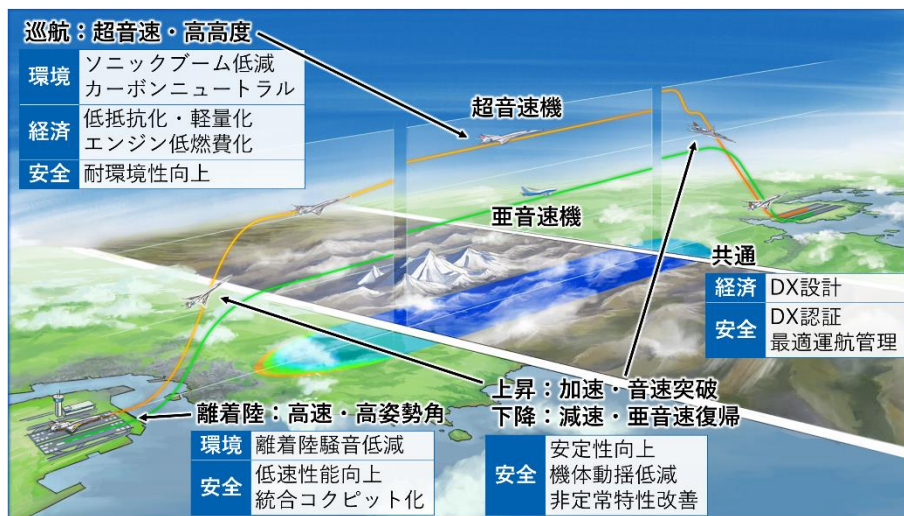 巡航：超音速・高高度
環境 ソニックブーム低減
カーボンニュートラル
経済 低抵抗化・軽量化
エンジン低燃費化
安全 耐環境性向上
超音速機
亜音速機
共通
経済 DX設計
安全 DX認証
最適運航管理
上昇：加速・音速突破
下降：減速・亜音速復帰
安全 安定性向上
機体動揺低減
非定常特性改善
離着陸：高速・高姿勢角
環境 離着陸騒音低減
安全 低速性能向上
統合コクピット化